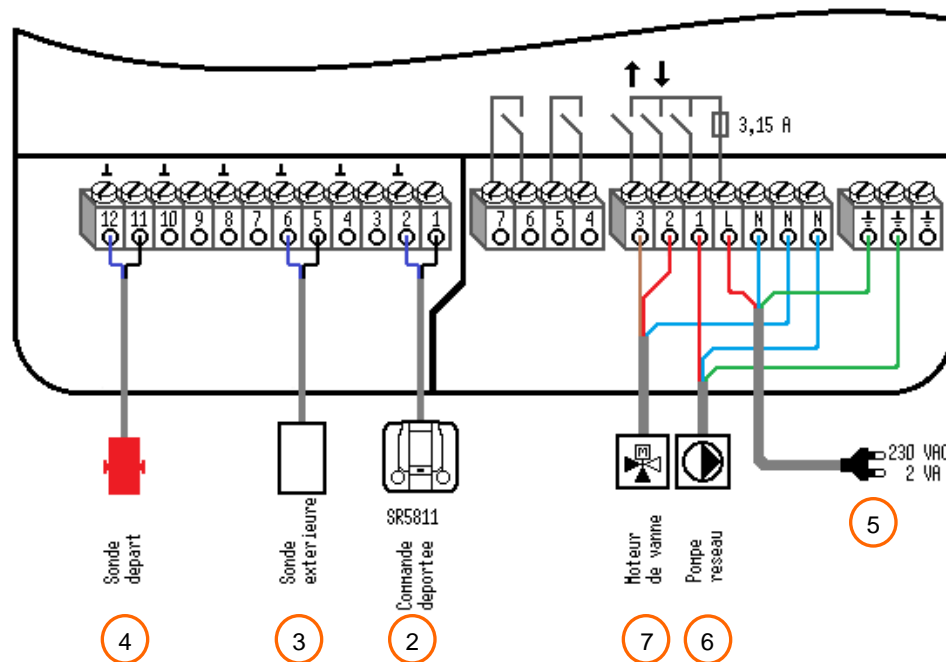 3,15 A
12 11 10 9 8 7 6 5 4 3 2 1
7 6 5 4
3 2 1 L N N N
230 VAC
2 VA
5
SR5811
Sonde
depart
Sonde
exterieure
Commande
deportee
Moteur
de vanne
Pompe
reseau
M
4
3
2
7
6